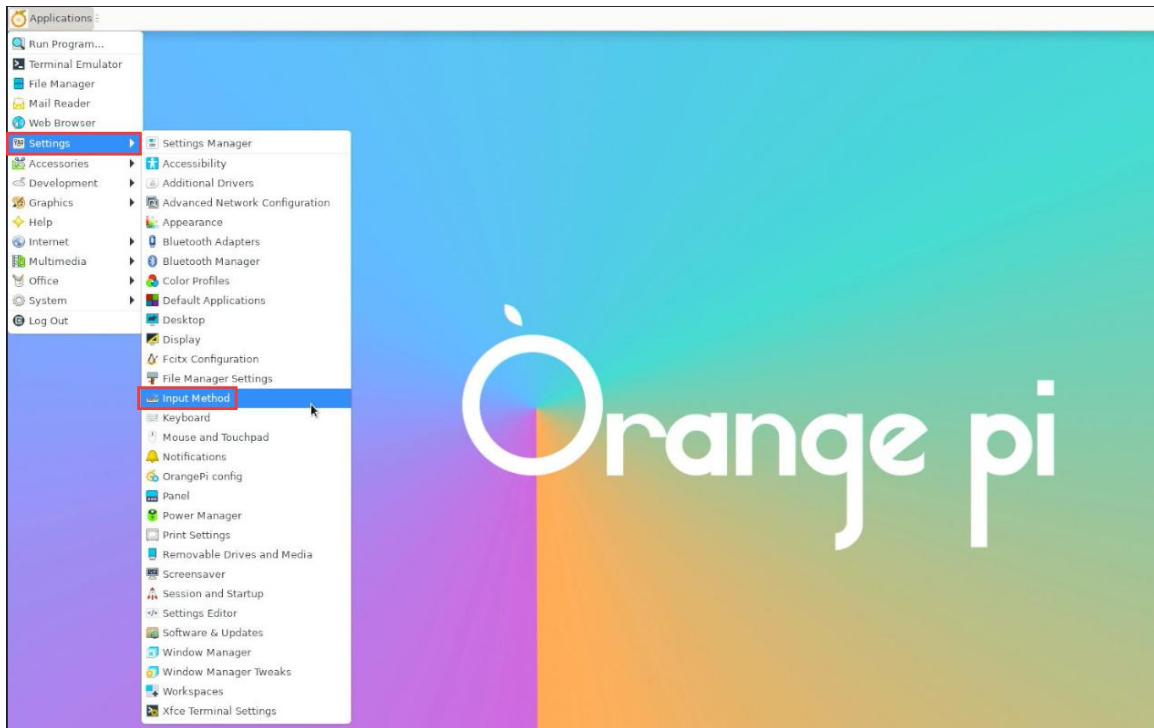 Applications
Run Program...
Terminal Emulator
File Manager
Mail Reader
Web Browser
Settings
Accessories
Development
Graphics
Help
Internet
Multimedia
Office
System
Log Out
Settings Manager
Accessibility
Additional Drivers
Advanced Network Configuration
Appearance
Bluetooth Adapters
Bluetooth Manager
Color Profiles
Default Applications
Desktop
Display
Fcitx Configuration
File Manager Settings
Input Method
Keyboard
Mouse and Touchpad
Notifications
OrangePi config
Panel
Power Manager
Print Settings
Removable Drives and Media
Screensaver
Session and Startup
Settings Editor
Software & Updates
Window Manager
Window Manager Tweaks
Workspaces
Xfce Terminal Settings
Orange pi